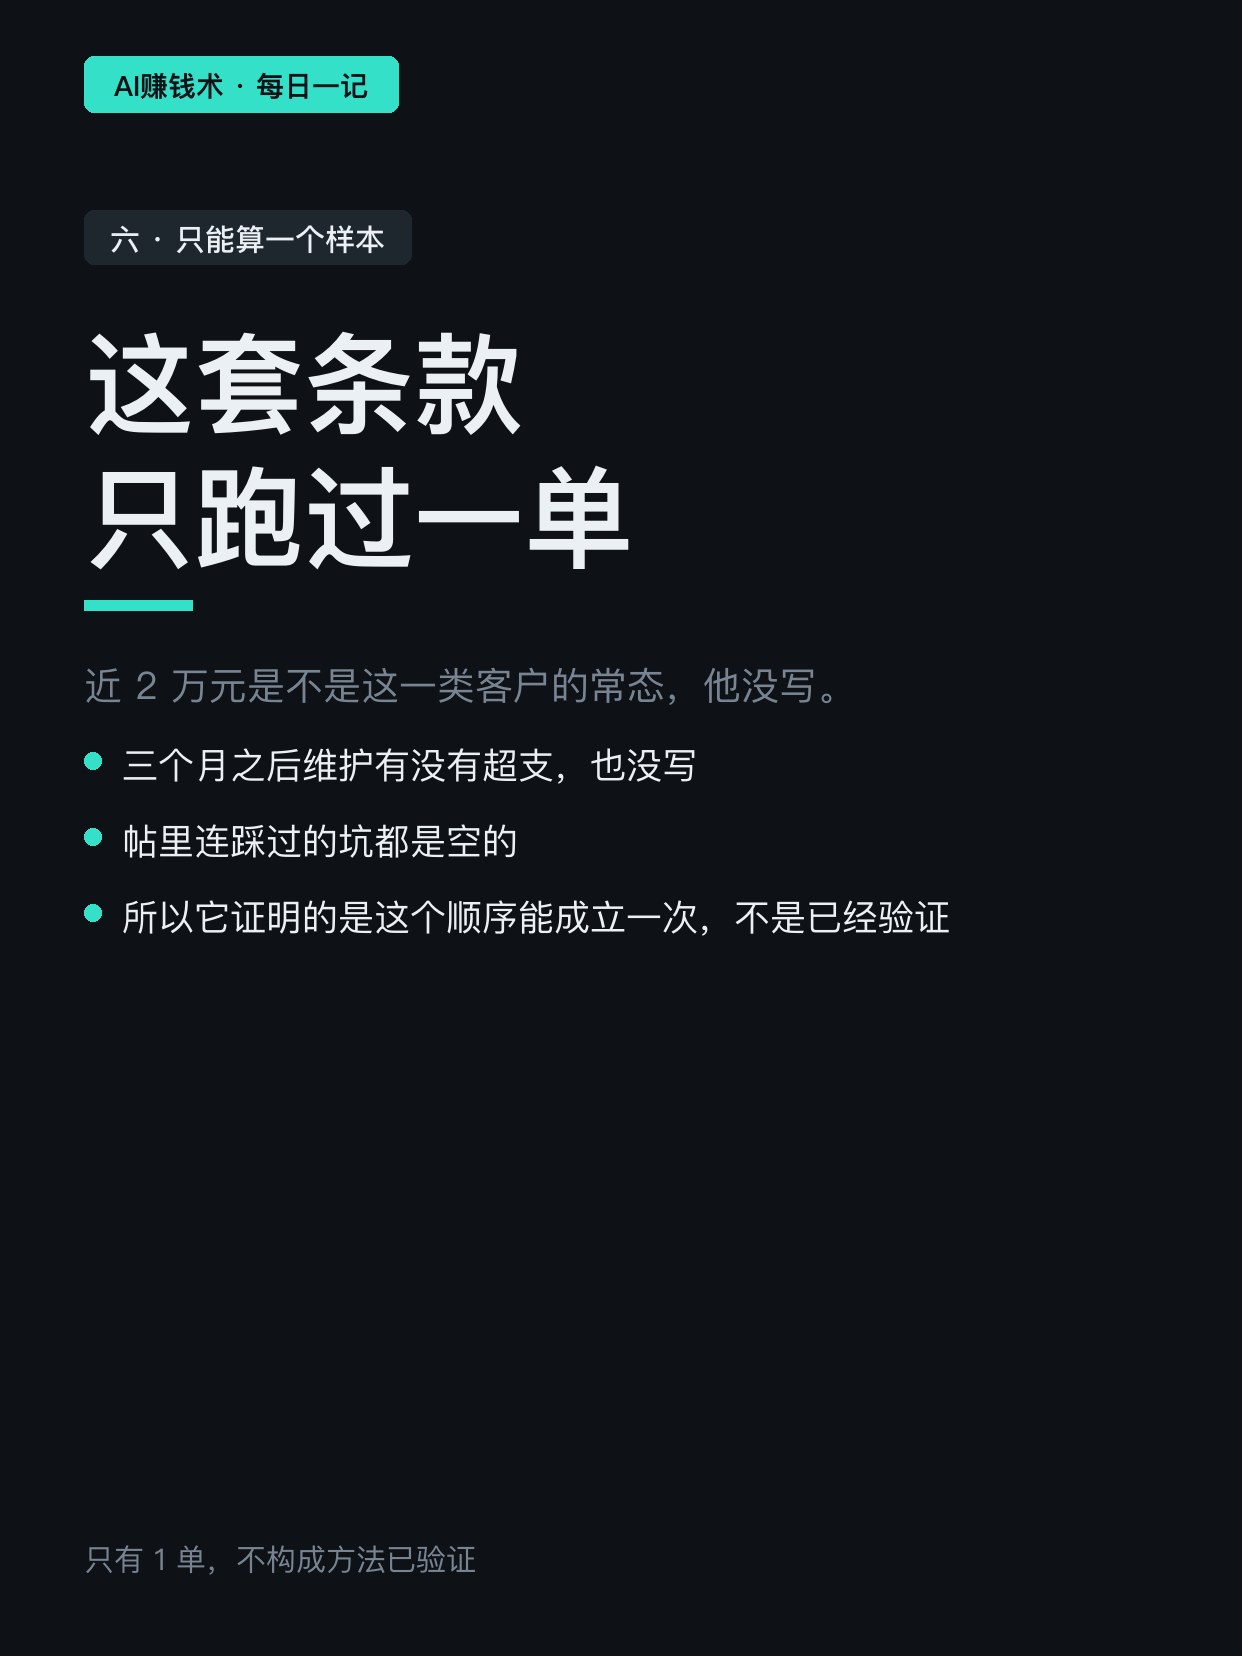 AI赚钱术 · 每日一记
六 · 只能算一个样本
这套条款
只跑过一单
近 2 万元是不是这一类客户的常态，他没写。
三个月之后维护有没有超支，也没写
帖里连踩过的坑都是空的
所以它证明的是这个顺序能成立一次，不是已经验证
只有 1 单，不构成方法已验证